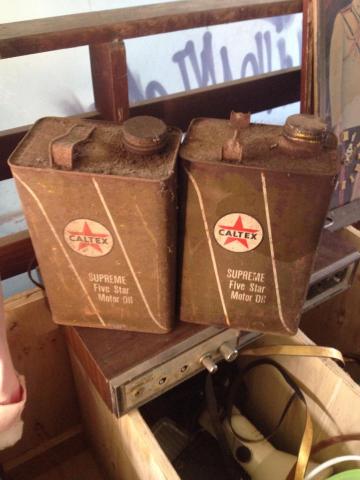 CALTEX
SUPREME
Five Star
Motor Oil
CALTEX
SUPREME
Five Star
Motor Oil